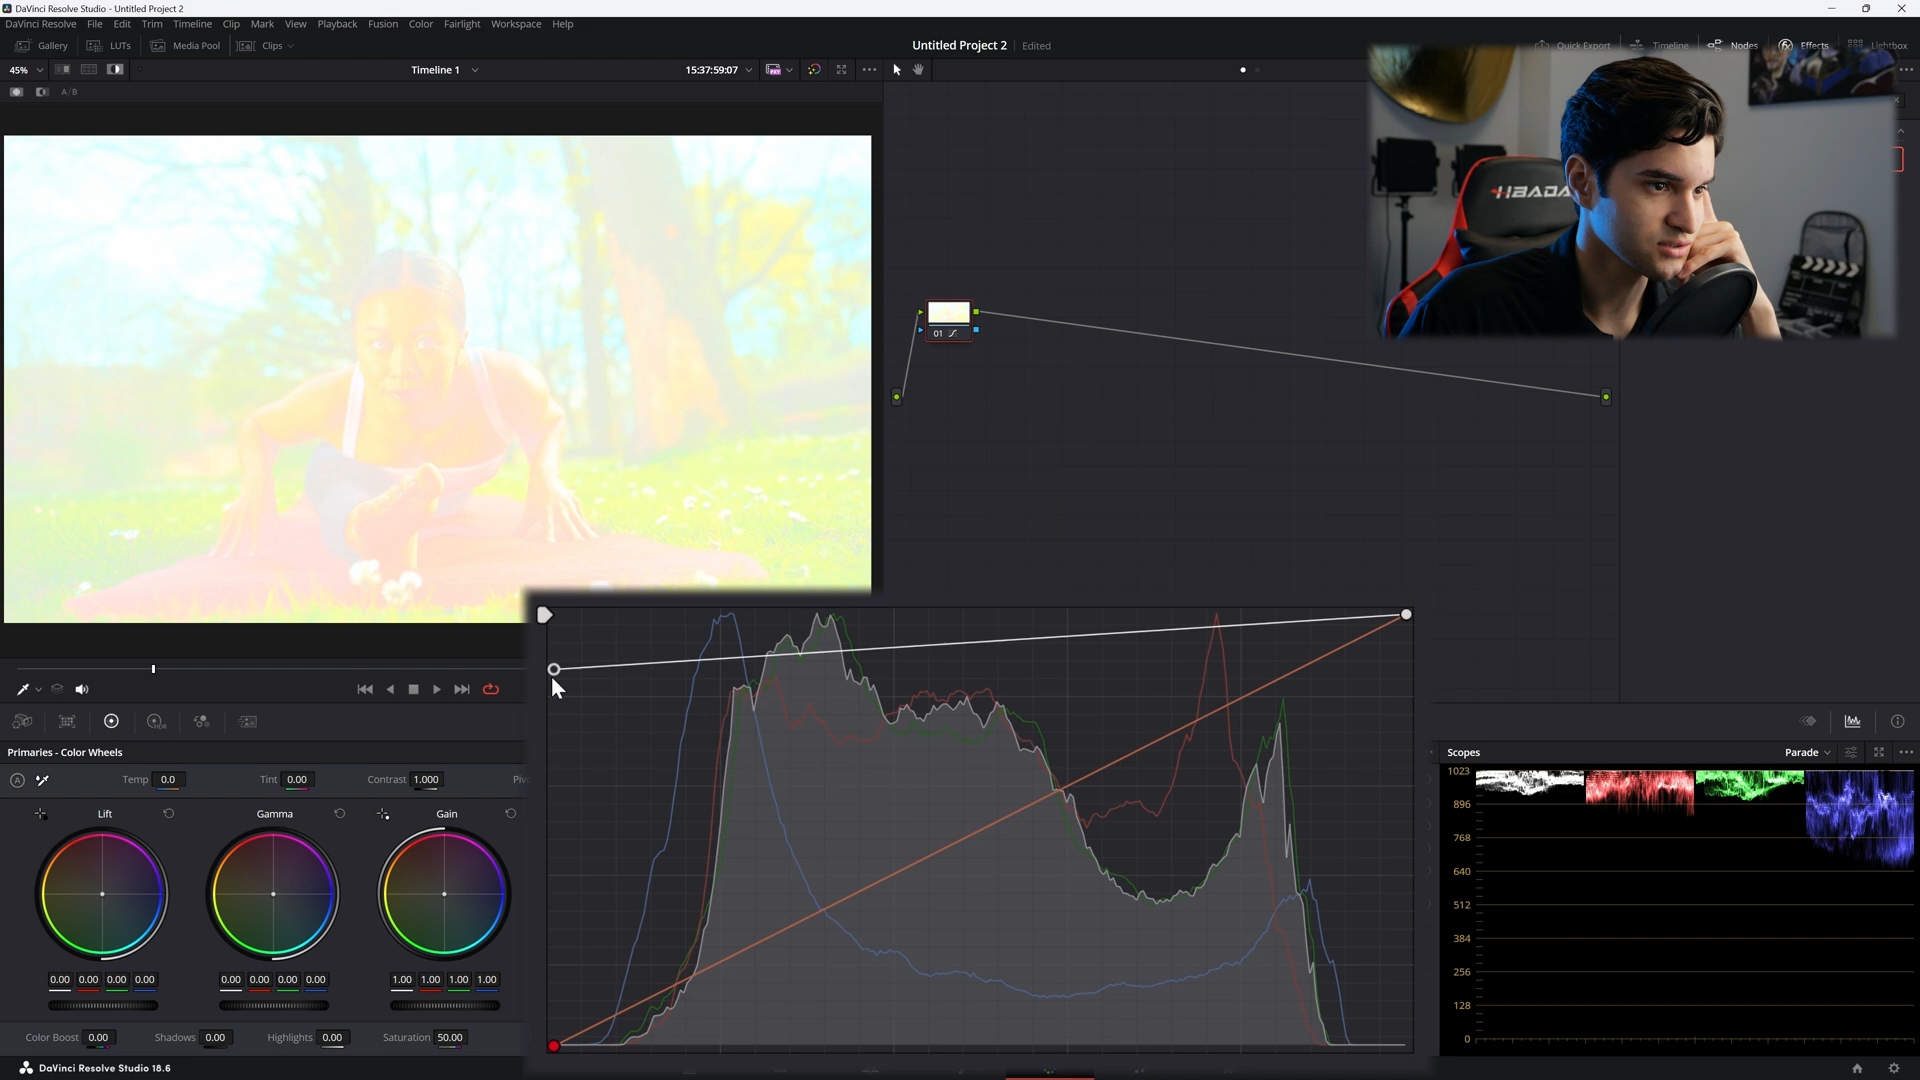 DaVinci Resolve Studio - Untitled Project 2
DaVinci Resolve File Edit Trim Timeline Clip Mark View Playback Fusion Color Fairlight Workspace Help
Gallery LUTs Media Pool Clips Untitled Project 2 Edited Quick Export Timeline Nodes Effects Lightbox
45% Timeline 1 15:37:59:07
A/B
HBADA
01
Primaries - Color Wheels
Temp 0.0 Tint 0.00 Contrast 1.000
Lift Gamma Gain
0.00 0.00 0.00 0.00 0.00 0.00 0.00 0.00 1.00 1.00 1.00 1.00
Color Boost 0.00 Shadows 0.00 Highlights 0.00 Saturation 50.00
DaVinci Resolve Studio 18.6
Scopes Parade
1023
896
768
640
512
384
256
128
0